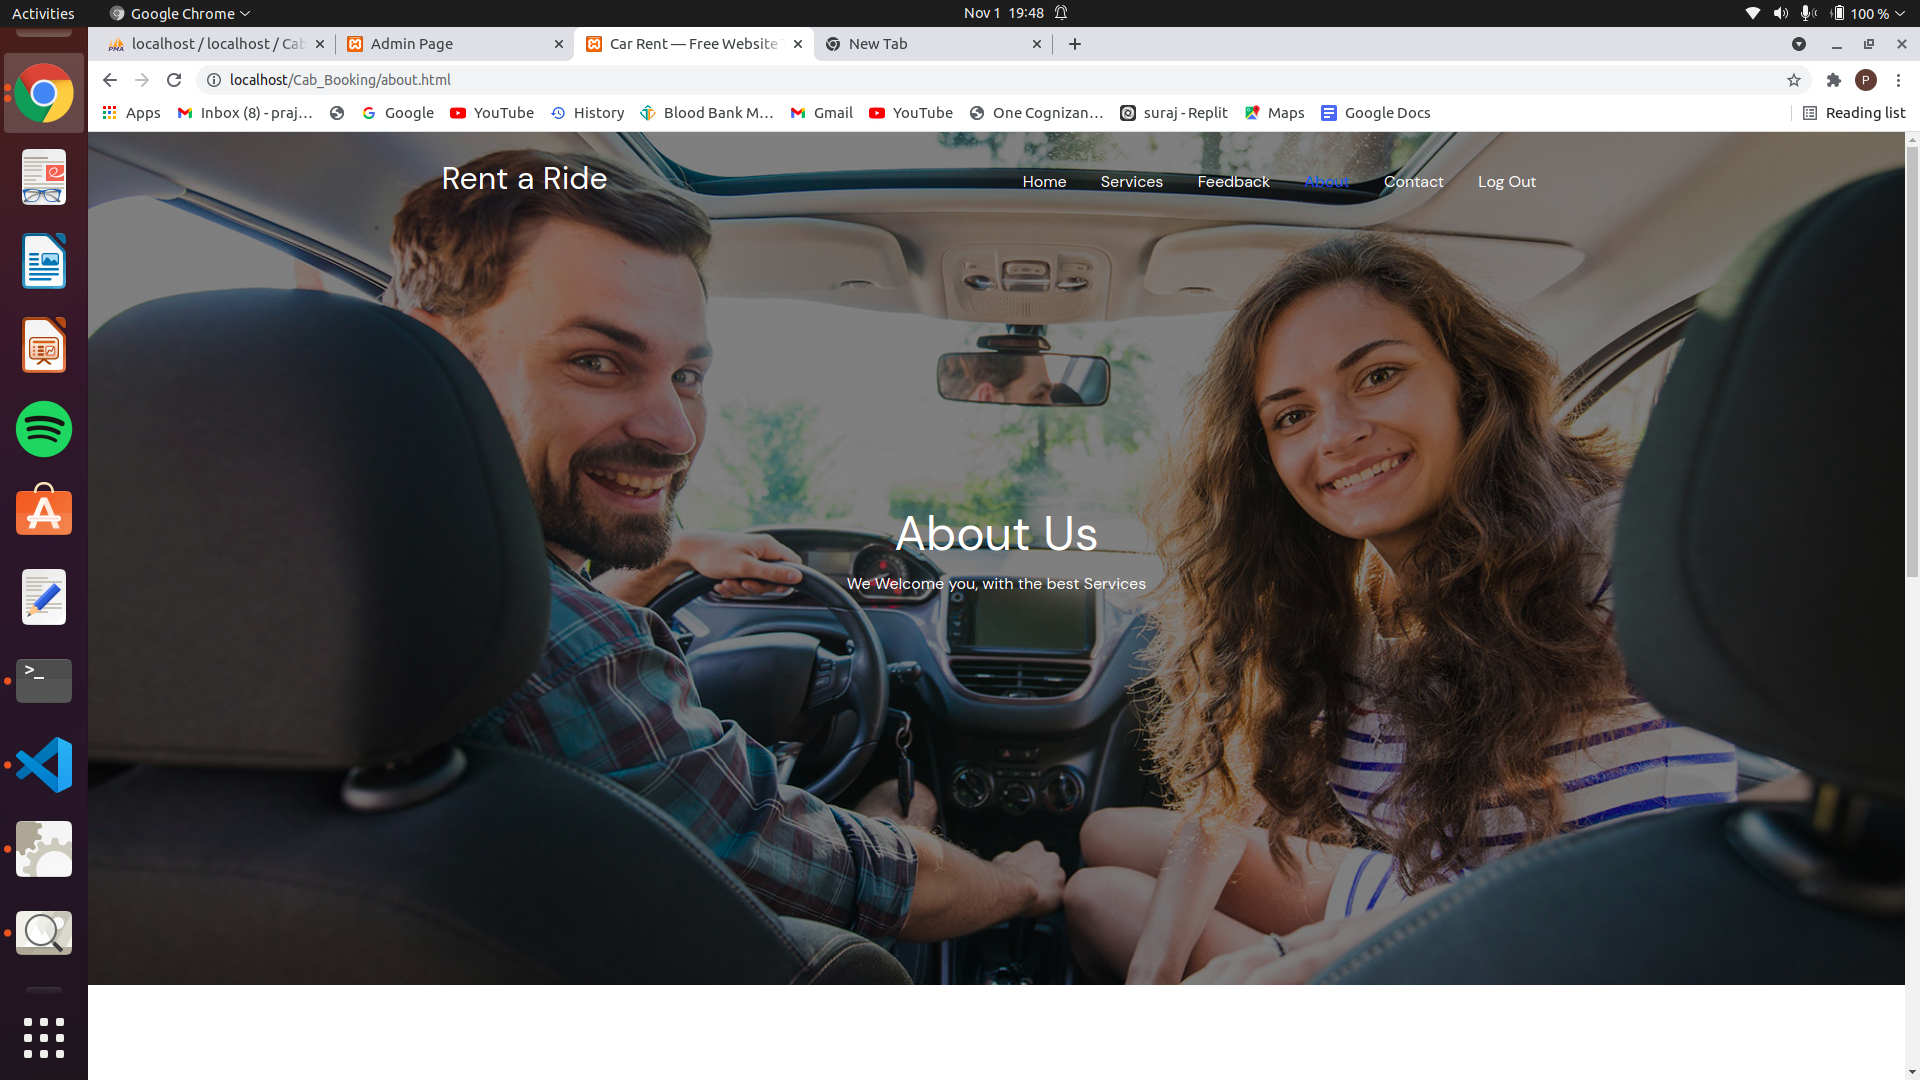 Activities
Google Chrome
Nov 1 19:48
100 %
localhost / localhost / Cab
Admin Page
Car Rent — Free Website T
New Tab
localhost/Cab_Booking/about.html
P
Apps
Inbox (8) - praj…
Google
YouTube
History
Blood Bank M…
Gmail
YouTube
One Cognizan…
suraj - Replit
Maps
Google Docs
Reading list
Rent a Ride
Home
Services
Feedback
About
Contact
Log Out
About Us
We Welcome you, with the best Services